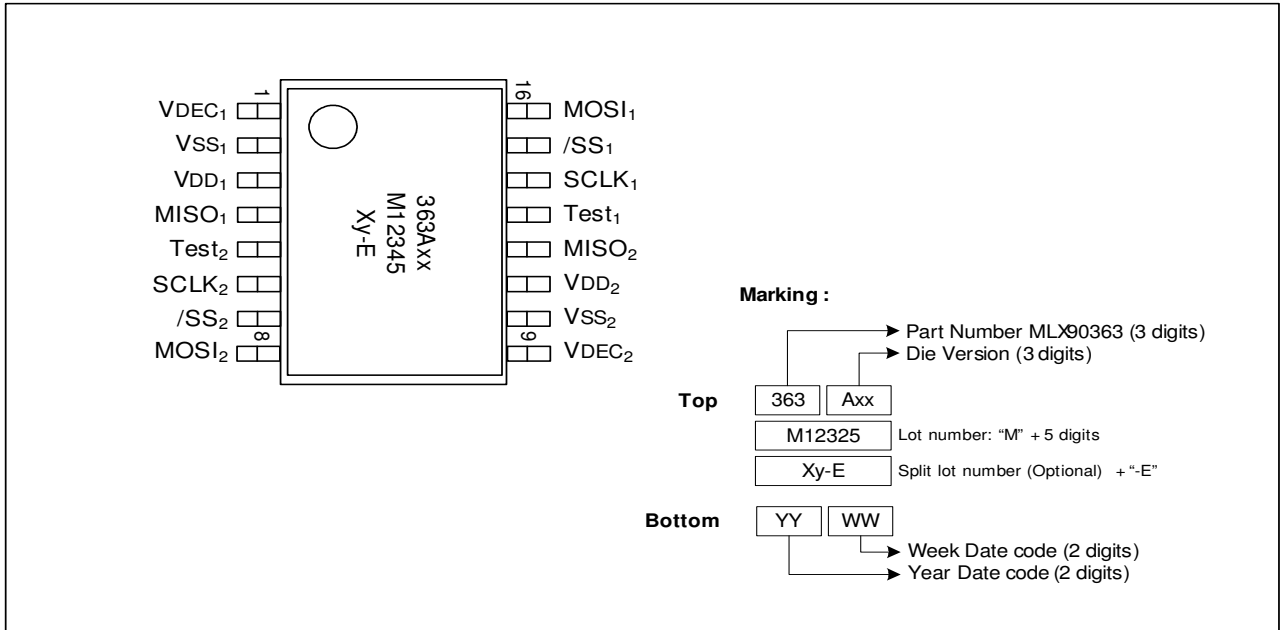 1
16
VDEC₁
MOSI₁
VSS₁
/SS₁
VDD₁
SCLK₁
MISO₁
Test₁
Test₂
MISO₂
SCLK₂
VDD₂
/SS₂
VSS₂
8
9
MOSI₂
VDEC₂
363Axx
M12345
Xy-E
Marking :
Part Number MLX90363 (3 digits)
Die Version (3 digits)
Top 363 Axx
M12325 Lot number: “M” + 5 digits
Xy-E Split lot number (Optional) + “-E”
Bottom YY WW
Week Date code (2 digits)
Year Date code (2 digits)